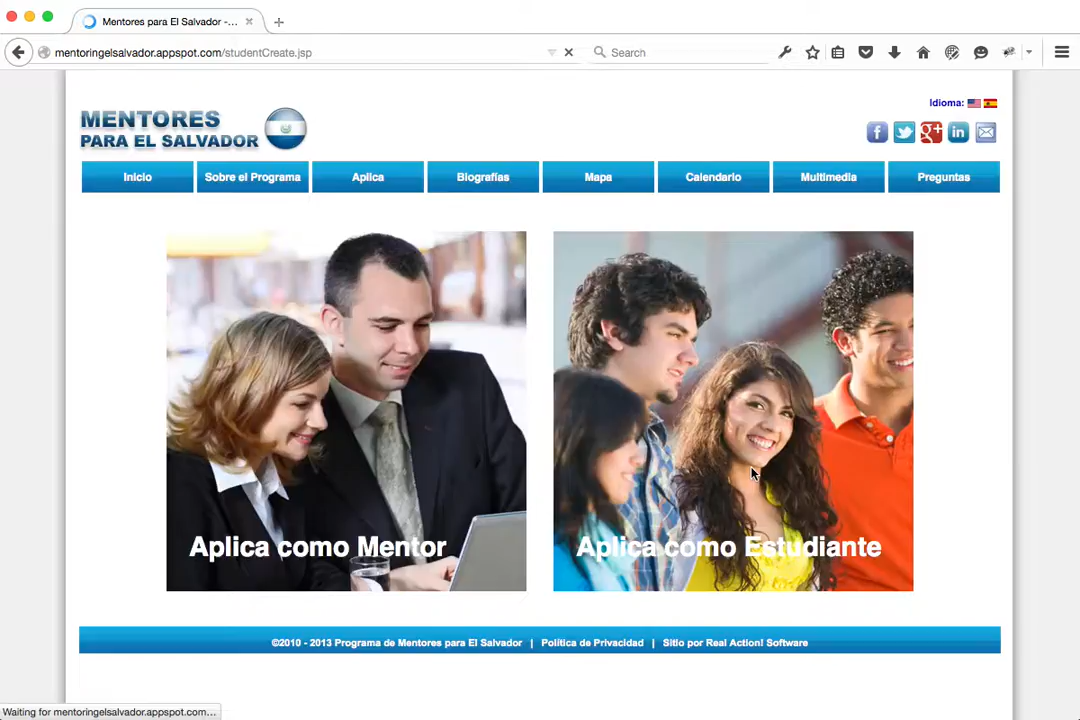 Mentores para El Salvador -...
mentoringelsalvador.appspot.com/studentCreate.jsp
Search
Idioma:
MENTORES
PARA EL SALVADOR
Inicio
Sobre el Programa
Aplica
Biografías
Mapa
Calendario
Multimedia
Preguntas
Aplica como Mentor
Aplica como Estudiante
©2010 - 2013 Programa de Mentores para El Salvador | Política de Privacidad | Sitio por Real Action! Software
Waiting for mentoringelsalvador.appspot.com...